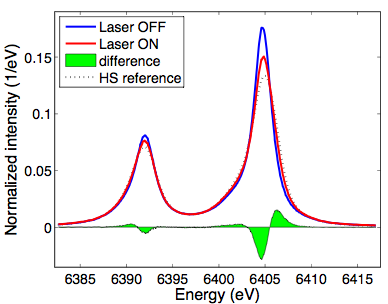 Laser OFF
Laser ON
difference
HS reference
Normalized intensity (1/eV)
0.15
0.1
0.05
0
6385
6390
6395
6400
6405
6410
6415
Energy (eV)